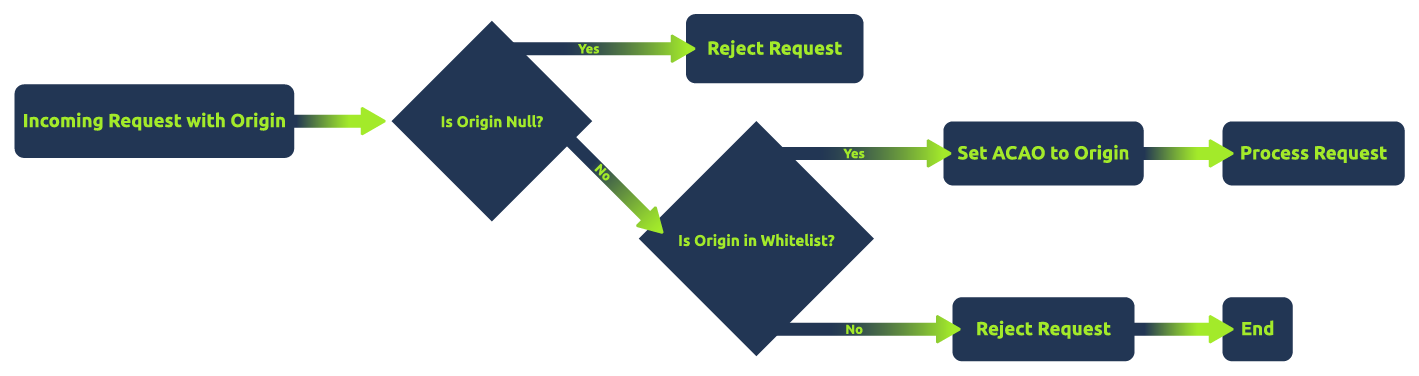 Incoming Request with Origin
Is Origin Null?
Yes
Reject Request
No
Is Origin in Whitelist?
Yes
Set ACAO to Origin
Process Request
No
Reject Request
End